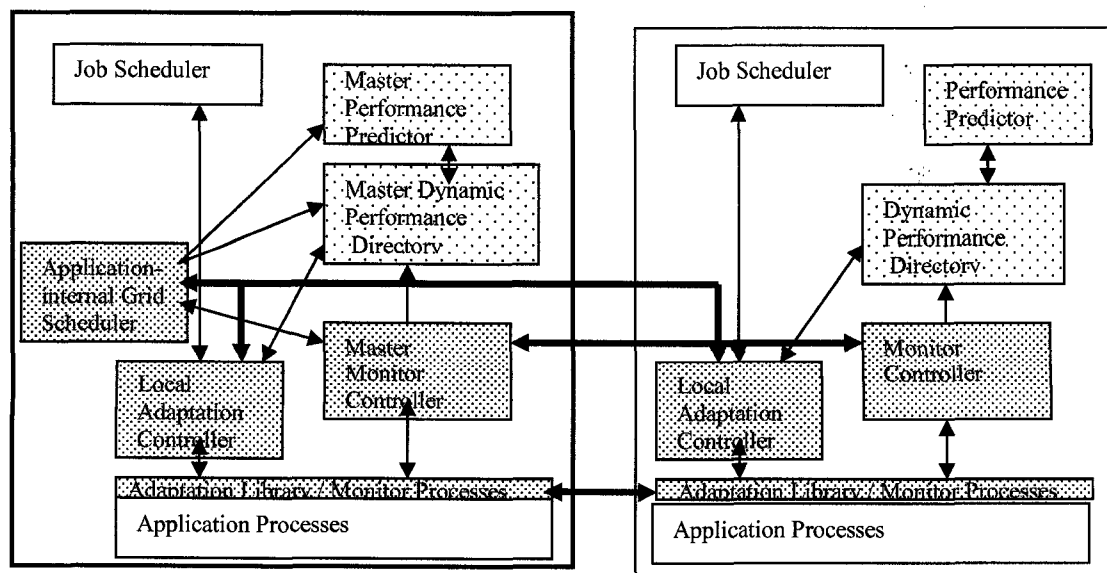 Job Scheduler
Master
Performance
Predictor
Master Dynamic
Performance
Directory
Application-
internal Grid
Scheduler
Master
Monitor
Controller
Local
Adaptation
Controller
Adaptation Library / Monitor Processes
Application Processes
Job Scheduler
Performance
Predictor
Dynamic
Performance
Directory
Monitor
Controller
Local
Adaptation
Controller
Adaptation Library / Monitor Processes
Application Processes